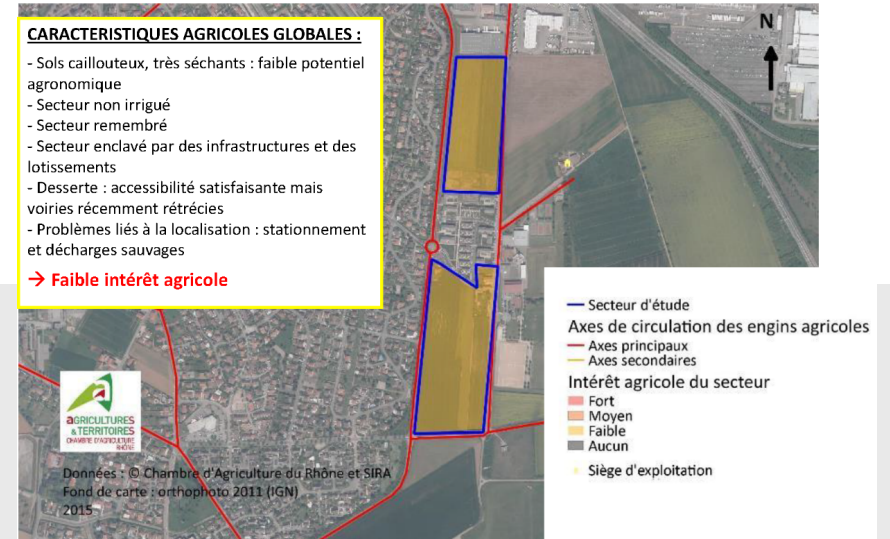 CARACTERISTIQUES AGRICOLES GLOBALES :
- Sols caillouteux, très séchants : faible potentiel
agronomique
- Secteur non irrigué
- Secteur remembré
- Secteur enclavé par des infrastructures et des
lotissements
- Desserte : accessibilité satisfaisante mais
voiries récemment rétrécies
- Problèmes liés à la localisation : stationnement
et décharges sauvages
→ Faible intérêt agricole
N
Secteur d'étude
Axes de circulation des engins agricoles
Axes principaux
Axes secondaires
Intérêt agricole du secteur
Fort
Moyen
Faible
Aucun
Siège d'exploitation
aGRICULTURES
& TERRITOIRES
CHAMBRE D'AGRICULTURE
RHÔNE
Données : © Chambre d'Agriculture du Rhône et SIRA
Fond de carte : orthophoto 2011 (IGN)
2015